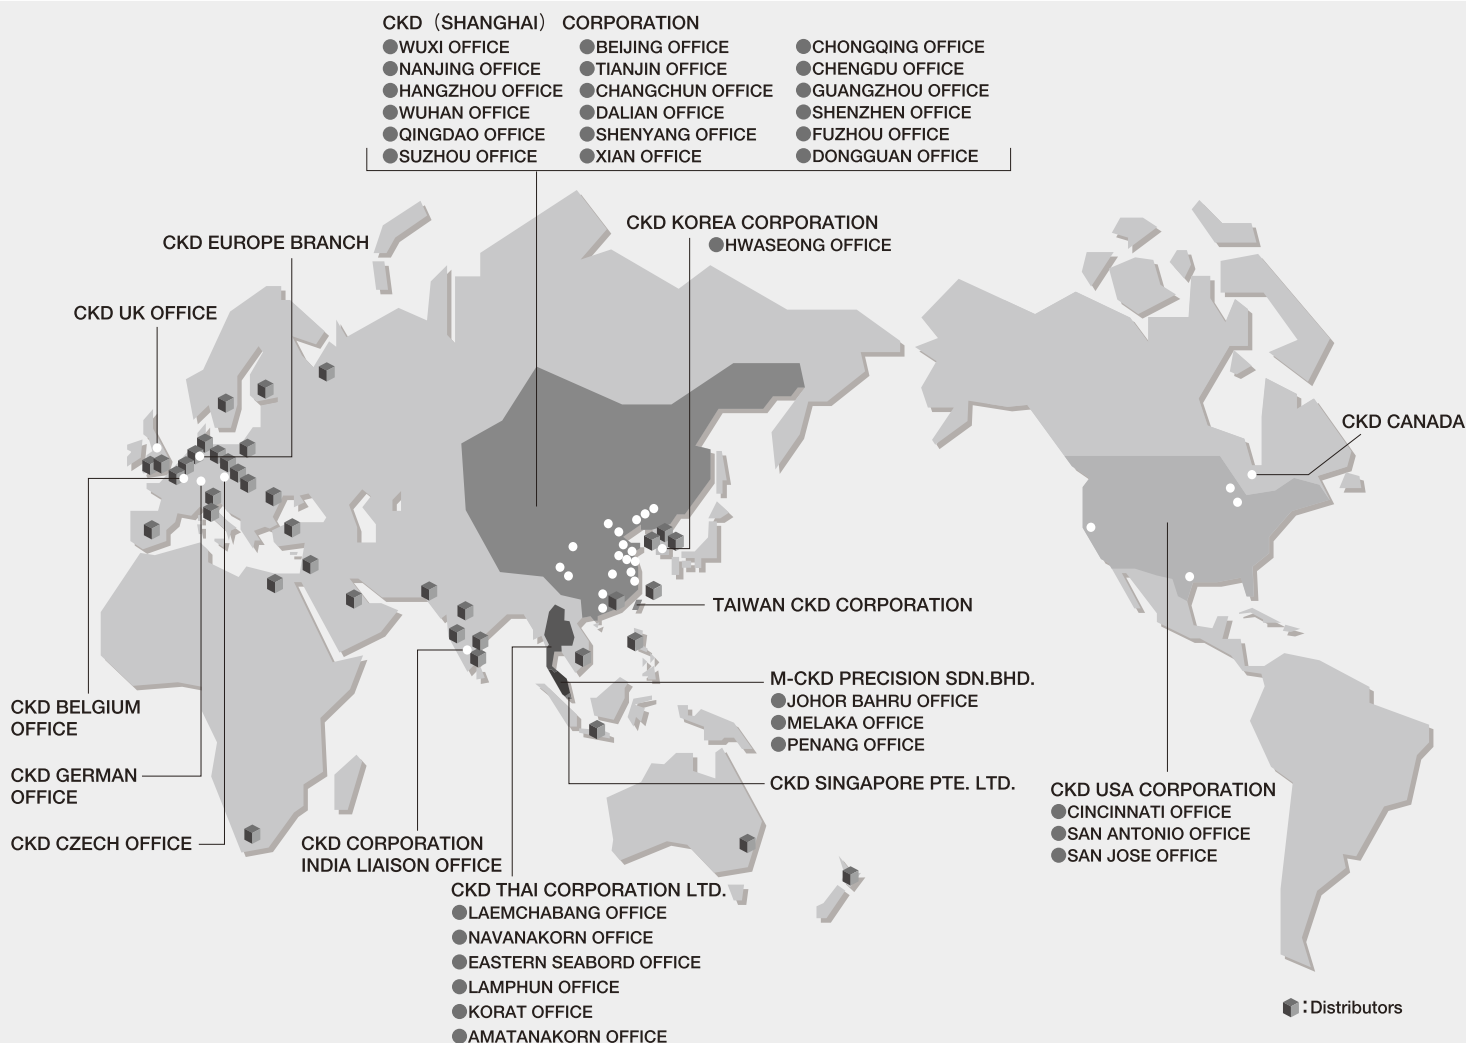 CKD（SHANGHAI） CORPORATION
WUXI OFFICE
NANJING OFFICE
HANGZHOU OFFICE
WUHAN OFFICE
QINGDAO OFFICE
SUZHOU OFFICE
BEIJING OFFICE
TIANJIN OFFICE
CHANGCHUN OFFICE
DALIAN OFFICE
SHENYANG OFFICE
XIAN OFFICE
CHONGQING OFFICE
CHENGDU OFFICE
GUANGZHOU OFFICE
SHENZHEN OFFICE
FUZHOU OFFICE
DONGGUAN OFFICE
CKD KOREA CORPORATION
HWASEONG OFFICE
CKD EUROPE BRANCH
CKD UK OFFICE
CKD CANADA
TAIWAN CKD CORPORATION
M-CKD PRECISION SDN.BHD.
JOHOR BAHRU OFFICE
MELAKA OFFICE
PENANG OFFICE
CKD SINGAPORE PTE. LTD.
CKD BELGIUM
OFFICE
CKD GERMAN
OFFICE
CKD CZECH OFFICE
CKD CORPORATION
INDIA LIAISON OFFICE
CKD THAI CORPORATION LTD.
LAEMCHABANG OFFICE
NAVANAKORN OFFICE
EASTERN SEABORD OFFICE
LAMPHUN OFFICE
KORAT OFFICE
AMATANAKORN OFFICE
CKD USA CORPORATION
CINCINNATI OFFICE
SAN ANTONIO OFFICE
SAN JOSE OFFICE
: Distributors